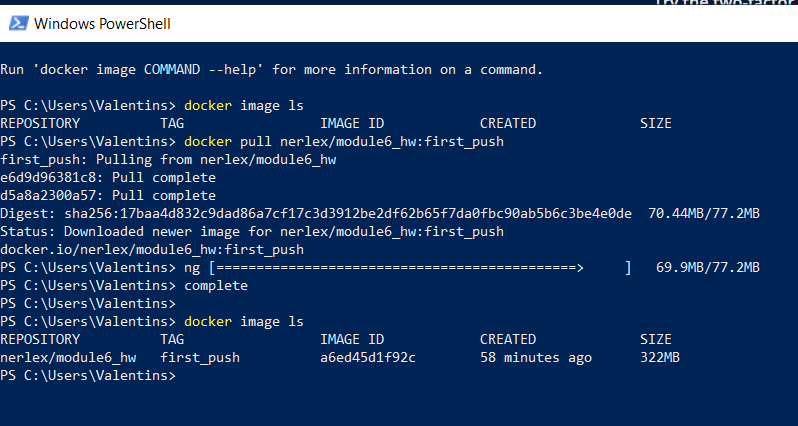 Try the two-factor
Windows PowerShell
Run 'docker image COMMAND --help' for more information on a command.
PS C:\Users\Valentins> docker image ls
REPOSITORY          TAG                 IMAGE ID            CREATED             SIZE
PS C:\Users\Valentins> docker pull nerlex/module6_hw:first_push
first_push: Pulling from nerlex/module6_hw
e6d9d96381c8: Pull complete
d5a8a2300a57: Pull complete
Digest: sha256:17baa4d832c9dad86a7cf17c3d3912be2df62b65f7da0fbc90ab5b6c3be4e0de  70.44MB/77.2MB
Status: Downloaded newer image for nerlex/module6_hw:first_push
docker.io/nerlex/module6_hw:first_push
PS C:\Users\Valentins> ng [=============================================>     ]   69.9MB/77.2MB
PS C:\Users\Valentins> complete
PS C:\Users\Valentins>
PS C:\Users\Valentins> docker image ls
REPOSITORY          TAG                 IMAGE ID            CREATED             SIZE
nerlex/module6_hw   first_push          a6ed45d1f92c        58 minutes ago      322MB
PS C:\Users\Valentins>